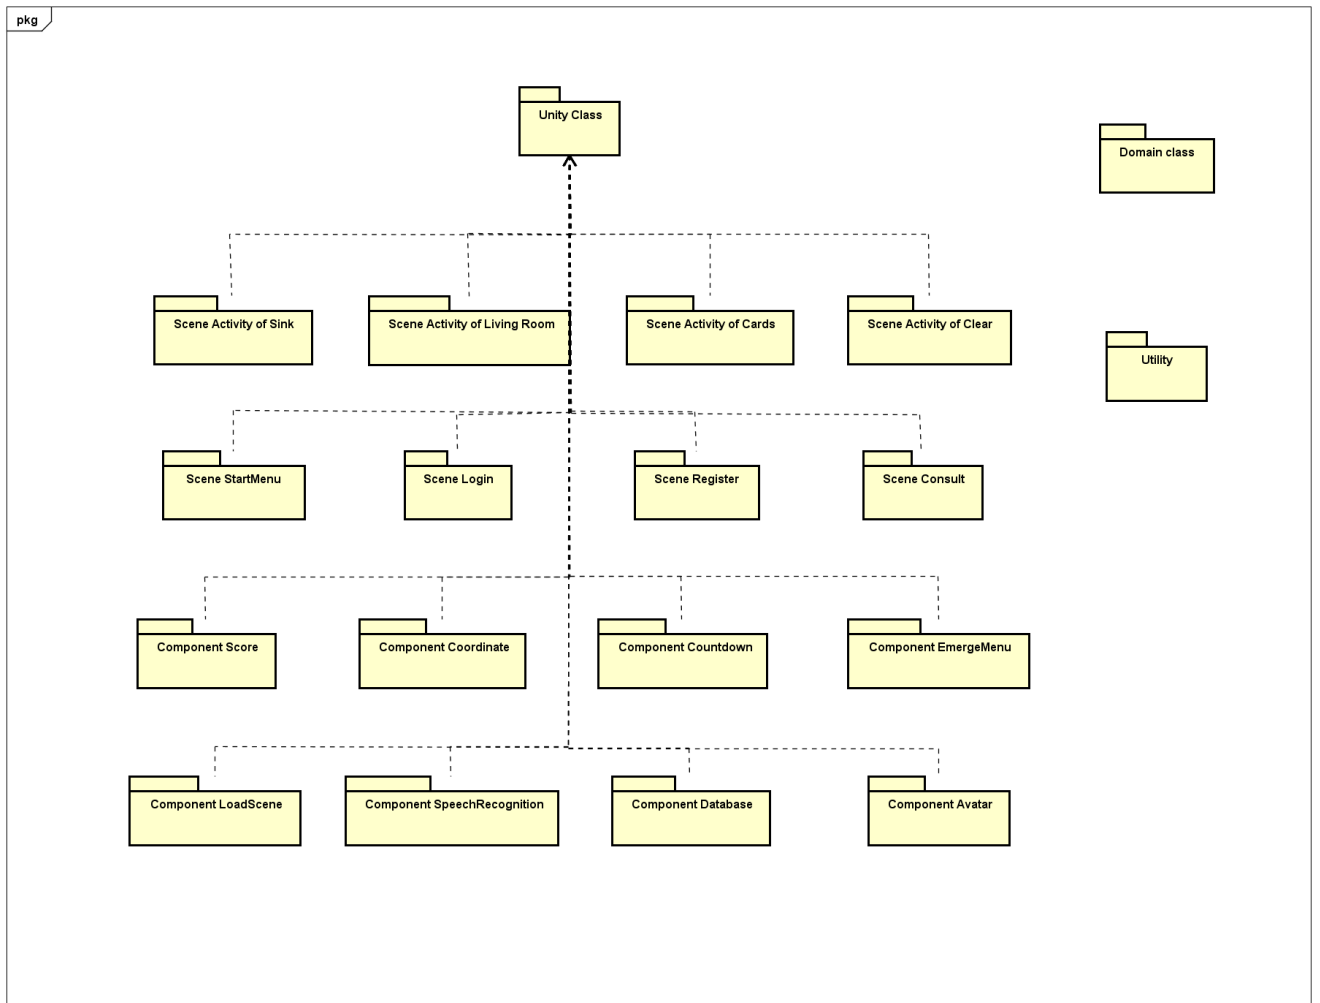 pkg
Unity Class
Domain class
Scene Activity of Sink
Scene Activity of Living Room
Scene Activity of Cards
Scene Activity of Clear
Utility
Scene StartMenu
Scene Login
Scene Register
Scene Consult
Component Score
Component Coordinate
Component Countdown
Component EmergeMenu
Component LoadScene
Component SpeechRecognition
Component Database
Component Avatar